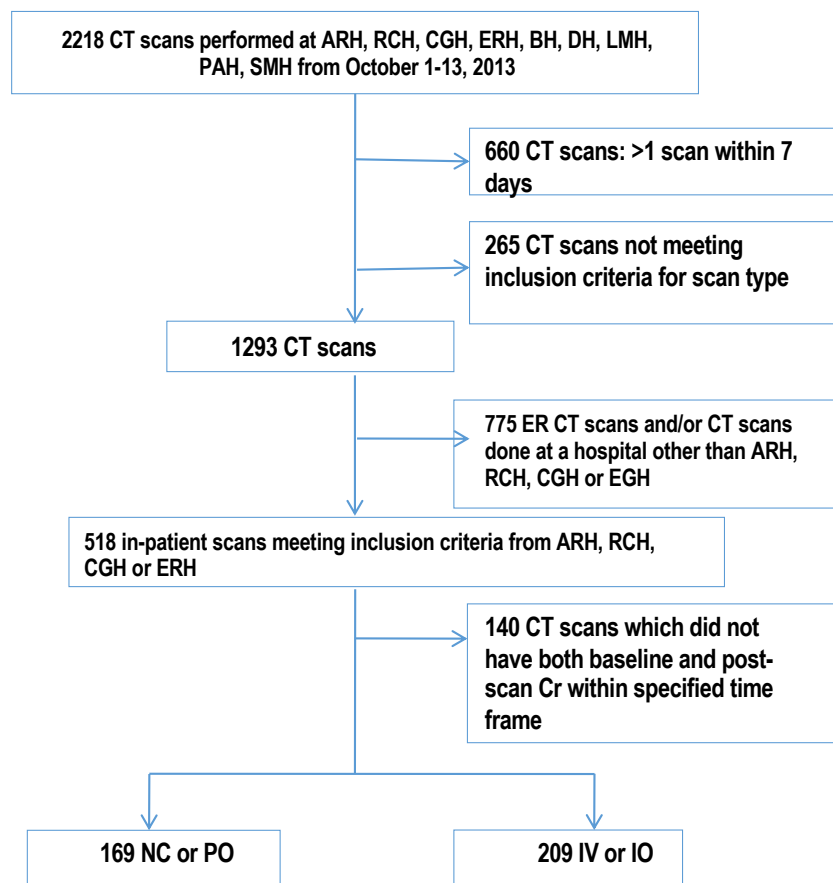 2218 CT scans performed at ARH, RCH, CGH, ERH, BH, DH, LMH,
PAH, SMH from October 1-13, 2013
660 CT scans: >1 scan within 7
days
265 CT scans not meeting
inclusion criteria for scan type
1293 CT scans
775 ER CT scans and/or CT scans
done at a hospital other than ARH,
RCH, CGH or EGH
518 in-patient scans meeting inclusion criteria from ARH, RCH,
CGH or ERH
140 CT scans which did not
have both baseline and post-
scan Cr within specified time
frame
169 NC or PO
209 IV or IO